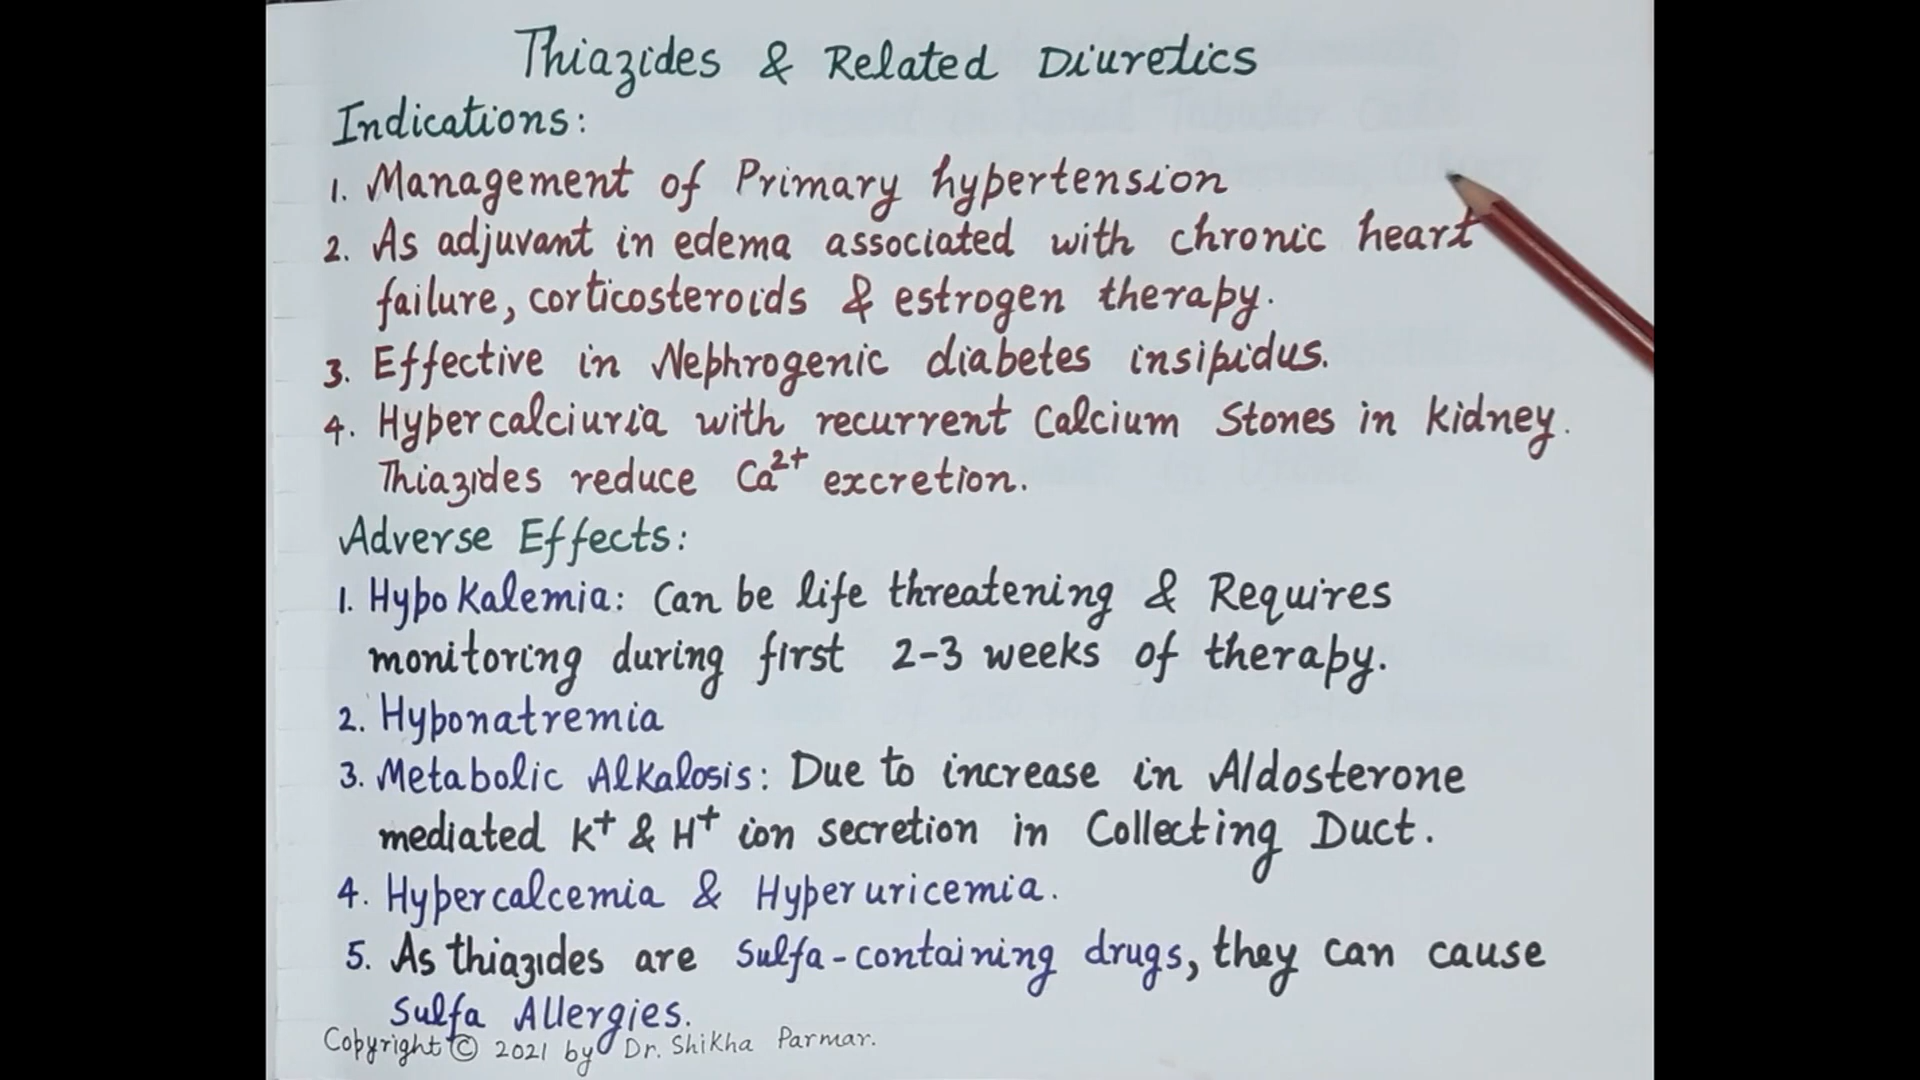 Thiazides & Related Diuretics
Indications:
1. Management of Primary hypertension
2. As adjuvant in edema associated with chronic heart
failure, corticosteroids & estrogen therapy.
3. Effective in Nephrogenic diabetes insipidus.
4. Hypercalciuria with recurrent Calcium Stones in kidney.
Thiazides reduce Ca²⁺ excretion.
Adverse Effects:
1. Hypokalemia: Can be life threatening & Requires
monitoring during first 2-3 weeks of therapy.
2. Hyponatremia
3. Metabolic Alkalosis: Due to increase in Aldosterone
mediated K⁺ & H⁺ ion secretion in Collecting Duct.
4. Hypercalcemia & Hyperuricemia.
5. As thiazides are Sulfa-containing drugs, they can cause
Sulfa Allergies.
Copyright © 2021 by Dr. Shikha Parmar.